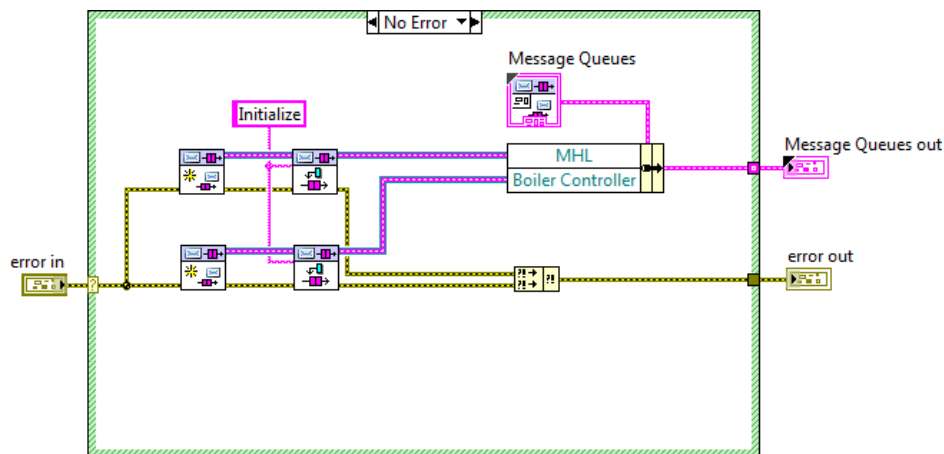 No Error
Message Queues
Initialize
MHL
Boiler Controller
Message Queues out
error in
error out
?
?!
?!
?!